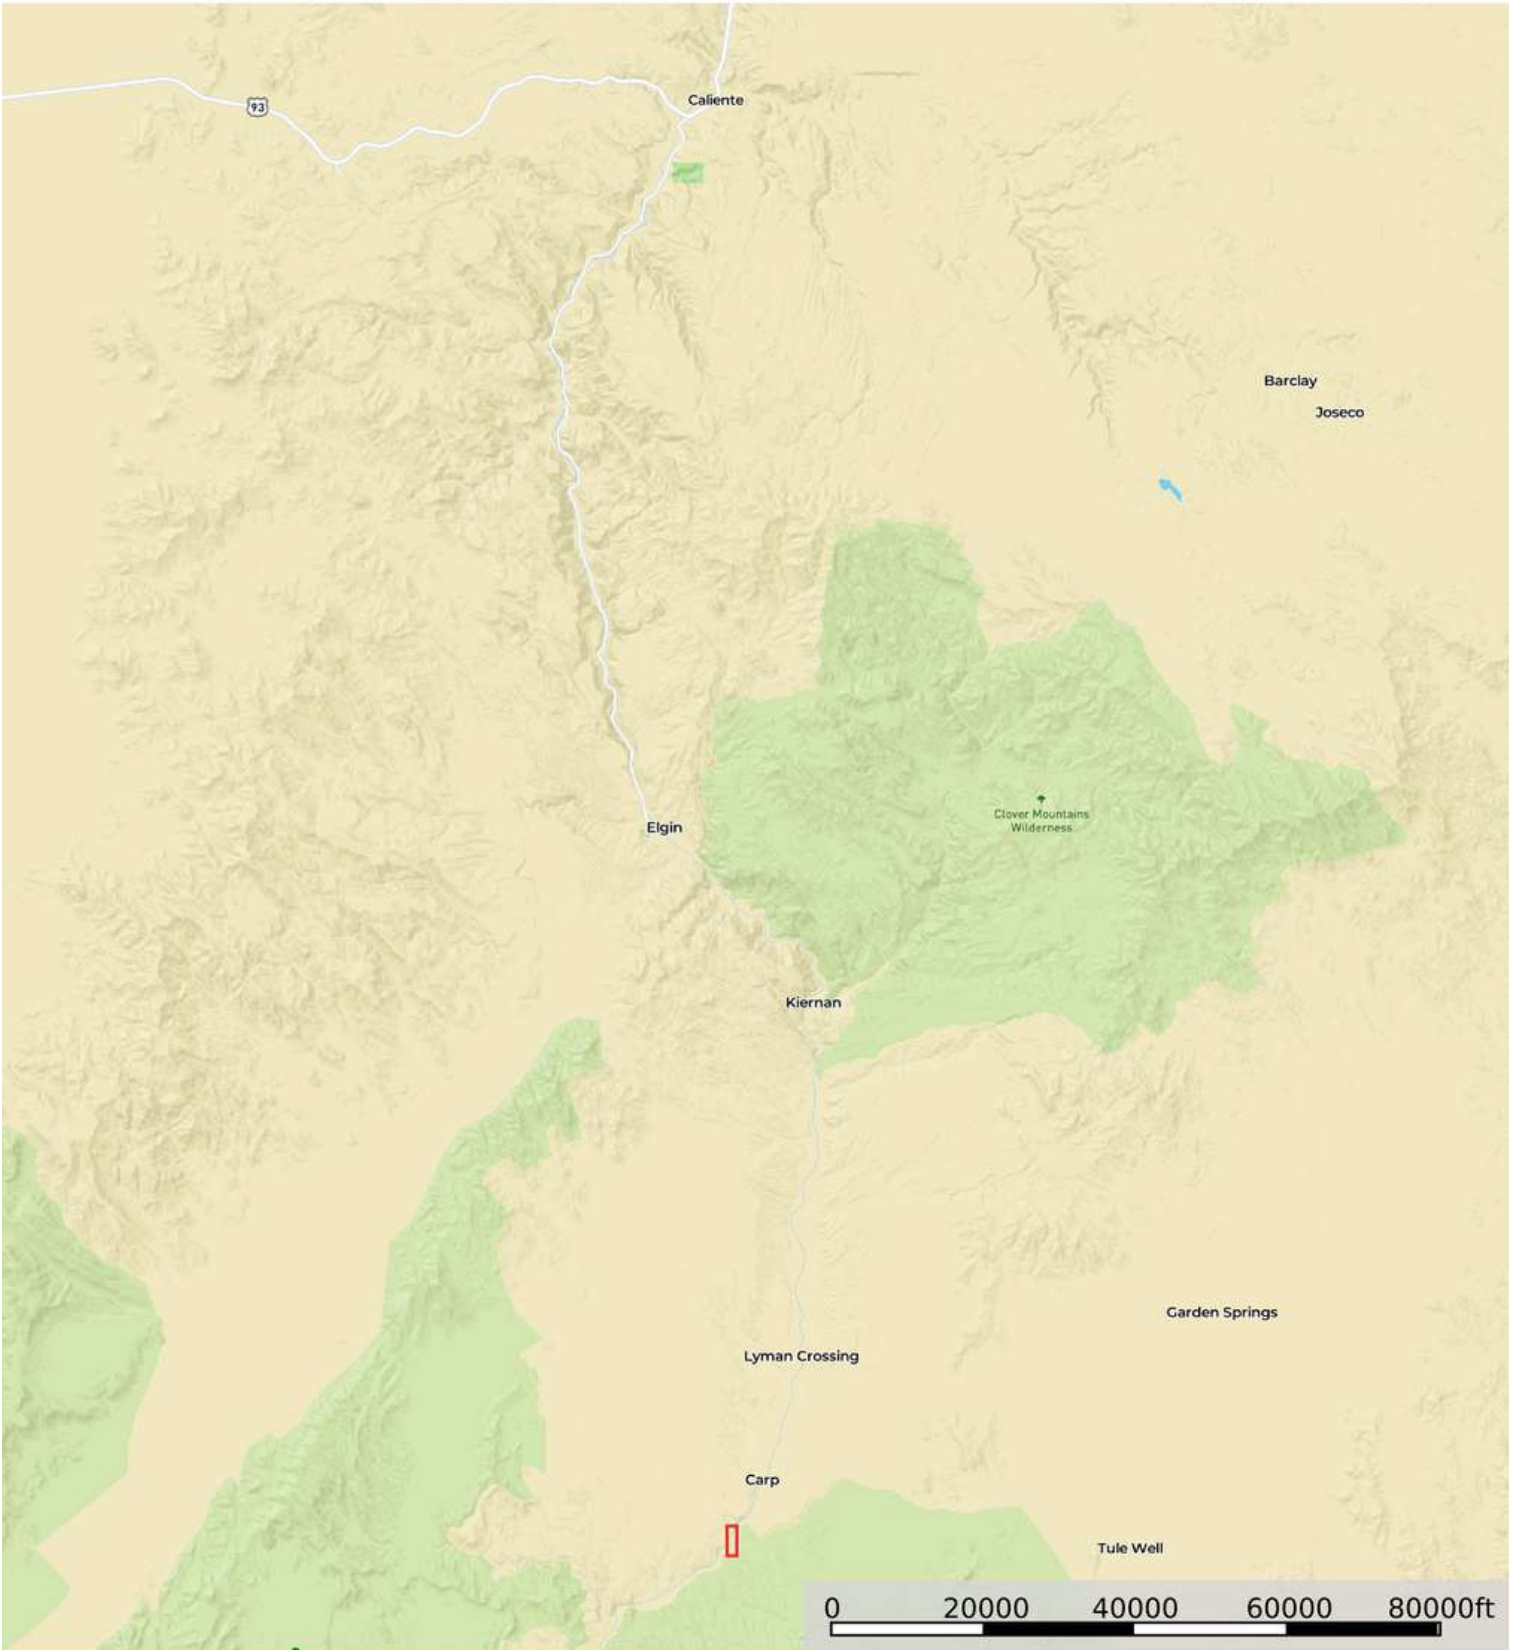 Caliente
93
Barclay
Joseco
Clover Mountains
Wilderness
Elgin
Kiernan
Garden Springs
Lyman Crossing
Carp
Tule Well
0 20000 40000 60000 80000ft